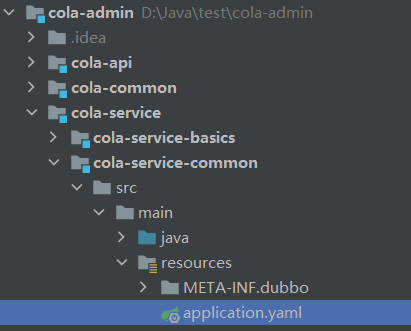 cola-admin D:\Java\test\cola-admin
.idea
cola-api
cola-common
cola-service
cola-service-basics
cola-service-common
src
main
java
resources
META-INF.dubbo
application.yaml